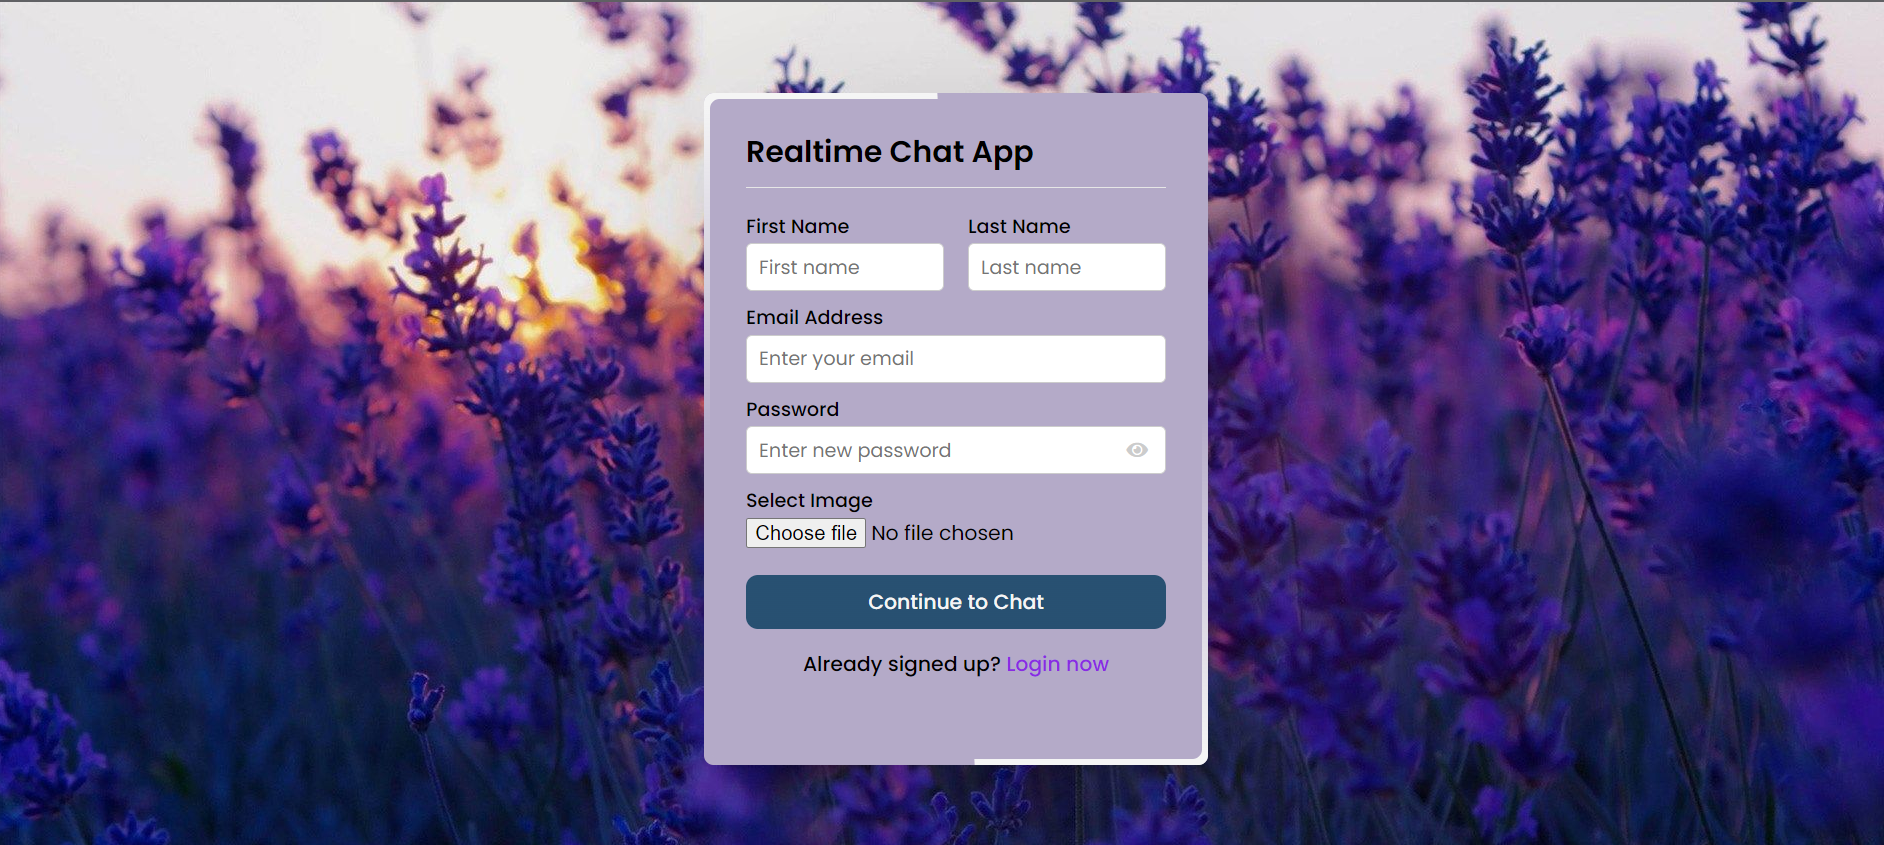 Realtime Chat App
First Name Last Name
First name Last name
Email Address
Enter your email
Password
Enter new password
Select Image
Choose file No file chosen
Continue to Chat
Already signed up? Login now